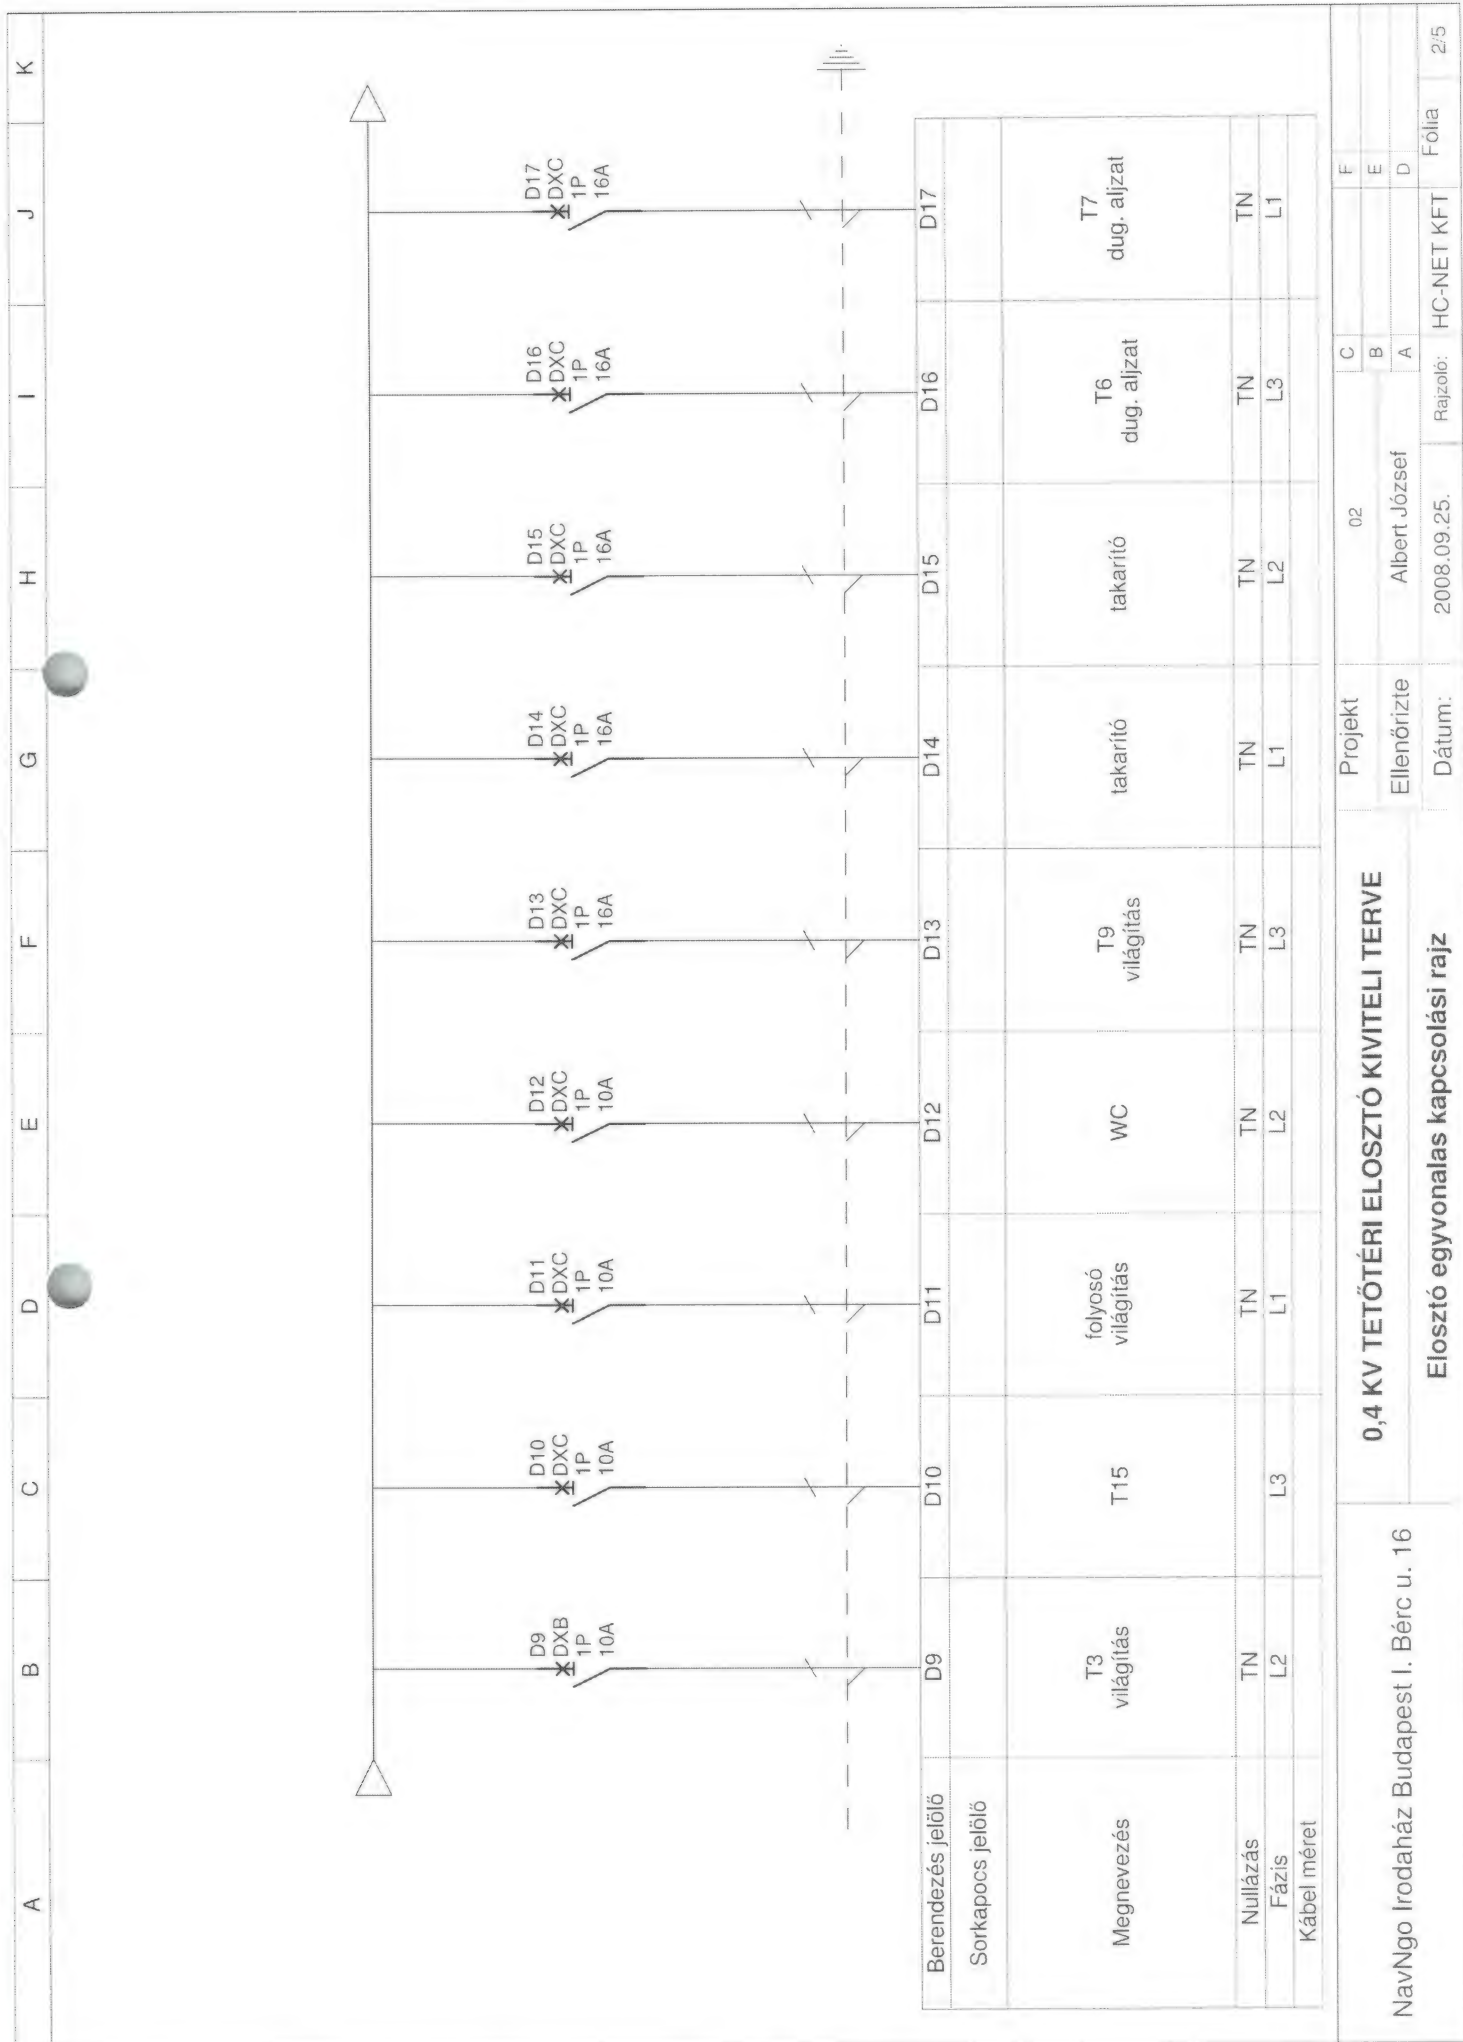 A B C D E F G H I J K
D9 D10 D11 D12 D13 D14 D15 D16 D17
DXB DXC DXC DXC DXC DXC DXC DXC DXC
1P 1P 1P 1P 1P 1P 1P 1P 1P
10A 10A 10A 10A 16A 16A 16A 16A 16A
Berendezés jelölő D9 D10 D11 D12 D13 D14 D15 D16 D17
Sorkapocs jelölő
Megnevezés T3 világítás T15 folyosó világítás WC T9 világítás takarító takarító T6 dug. aljzat T7 dug. aljzat
Nullázás TN TN TN TN TN TN TN TN
Fázis L2 L3 L1 L2 L3 L1 L2 L3 L1
Kábel méret
NavNgo Irodaház Budapest I. Bérc u. 16
0,4 KV TETŐTÉRI ELOSZTÓ KIVITELI TERVE
Elosztó egyvonalas kapcsolási rajz
Projekt 02 C F
B E
Ellenőrizte Albert József A D
Dátum: 2008.09.25. Rajzoló: HC-NET KFT Fólia 2/5